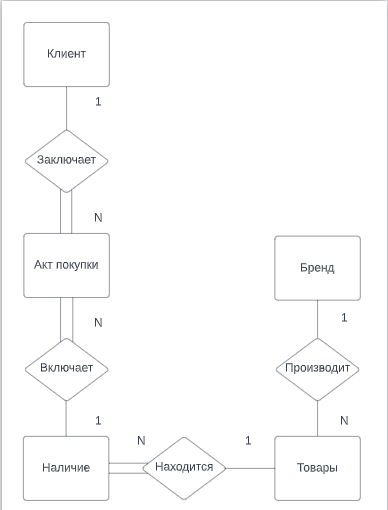 Клиент
1
Заключает
N
Акт покупки
Бренд
N
1
Включает
Производит
1
N
N
1
Наличие
Находится
Товары